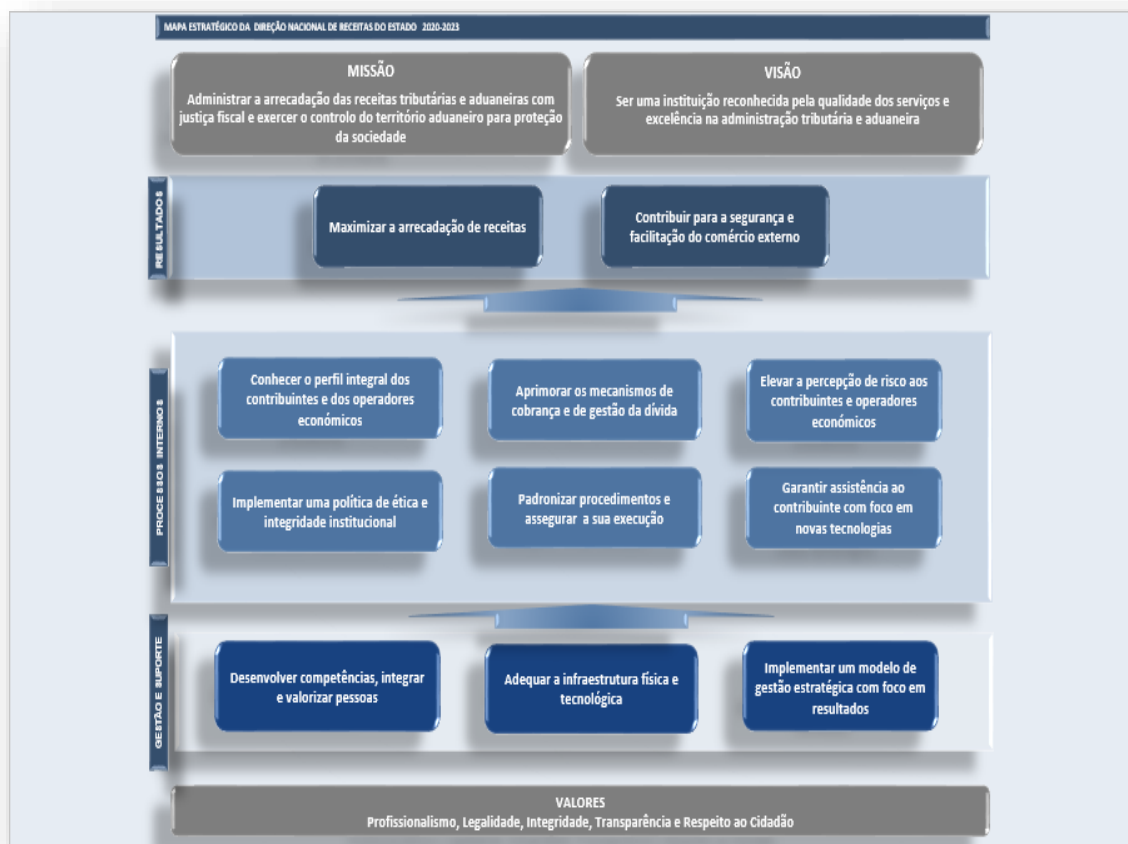 MAPA ESTRATÉGICO DA DIREÇÃO NACIONAL DE RECEITAS DO ESTADO 2020-2023
MISSÃO
Administrar a arrecadação das receitas tributárias e aduaneiras com
justiça fiscal e exercer o controlo do território aduaneiro para proteção
da sociedade
VISÃO
Ser uma instituição reconhecida pela qualidade dos serviços e
excelência na administração tributária e aduaneira
RESULTADOS
Maximizar a arrecadação de receitas
Contribuir para a segurança e
facilitação do comércio externo
PROCESSOS INTERNOS
Conhecer o perfil integral dos
contribuintes e dos operadores
económicos
Aprimorar os mecanismos de
cobrança e de gestão da dívida
Elevar a percepção de risco aos
contribuintes e operadores
económicos
Implementar uma política de ética e
integridade institucional
Padronizar procedimentos e
assegurar a sua execução
Garantir assistência ao
contribuinte com foco em
novas tecnologias
GESTÃO E SUPORTE
Desenvolver competências, integrar
e valorizar pessoas
Adequar a infraestrutura física e
tecnológica
Implementar um modelo de
gestão estratégica com foco em
resultados
VALORES
Profissionalismo, Legalidade, Integridade, Transparência e Respeito ao Cidadão